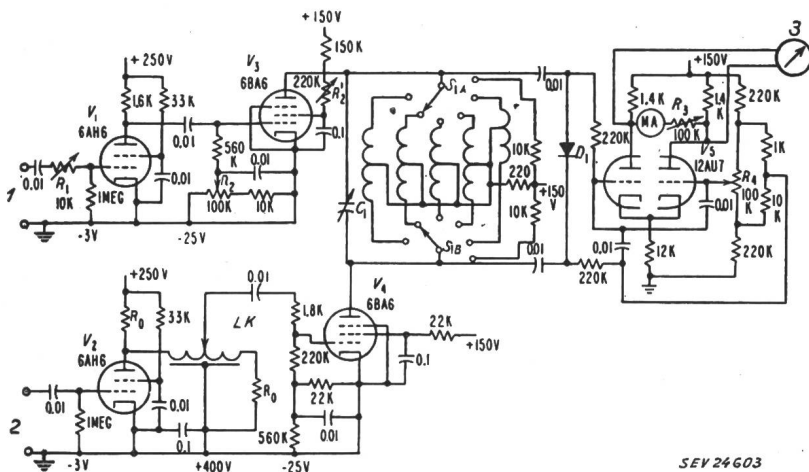 +150V
3
+250V
V3
6BA6
150K
+150V
V1
6AH6
1.6K
33K
220K
R'2
S1A
0.01
1.4K
MA
R3
100K
1.4K
220K
0.01
560K
0.1
10K
220
+150V
10K
D1
220K
V5
12AU7
1K
R4
100K
10K
1
0.01
R1
10K
1MEG
0.01
0.01
R2
100K
10K
C1
S1B
0.01
0.01
0.01
12K
220K
220K
-3V
-25V
+250V
R0
33K
LK
0.01
V4
6BA6
1.8K
22K
+150V
V2
6AH6
220K
0.1
R0
22K
2
0.01
1MEG
0.01
0.1
0.01
560K
-3V
+400V
-25V
SEV 24603